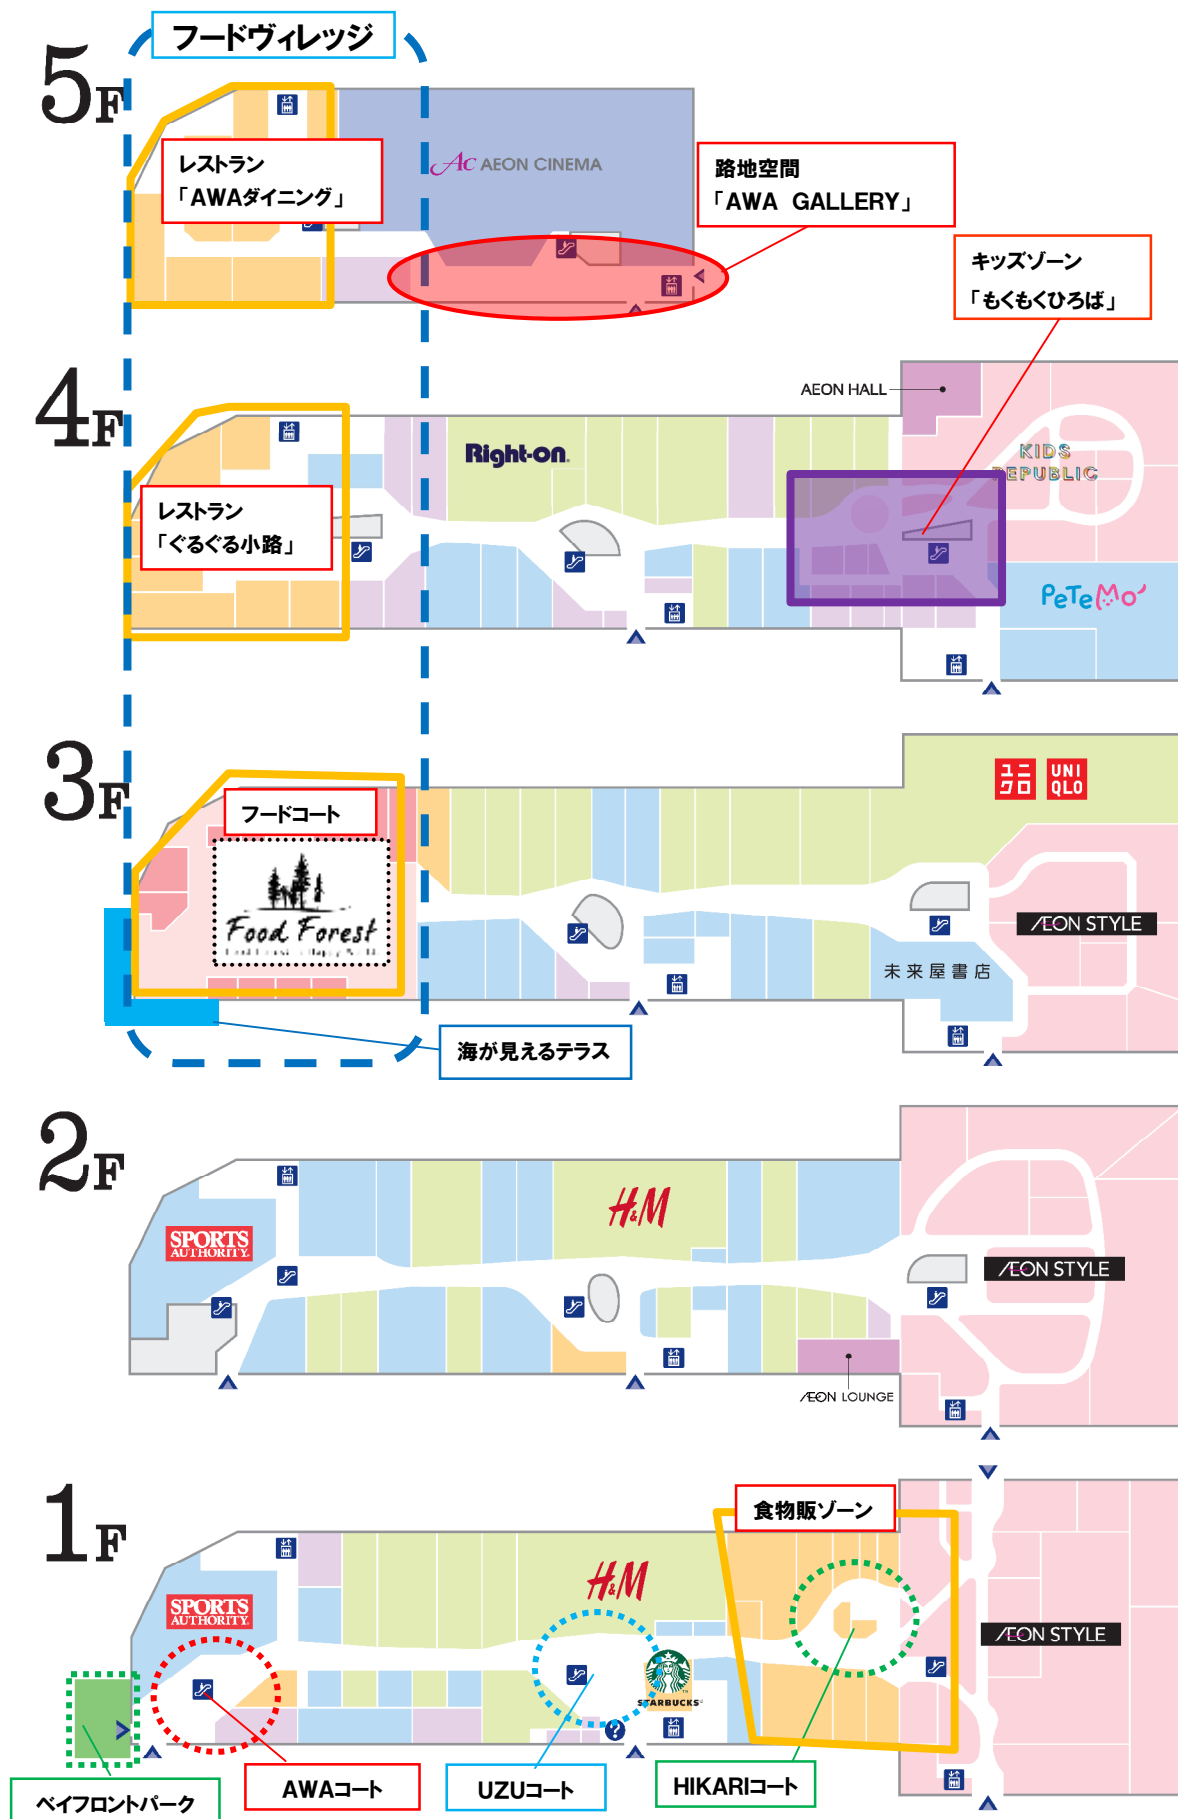 フードヴィレッジ
5F
レストラン
「AWAダイニング」
AC AEON CINEMA
路地空間
「AWA GALLERY」
キッズゾーン
「もくもくひろば」
4F
AEON HALL
Right-on.
KIDS
REPUBLIC
レストラン
「ぐるぐる小路」
PeTeMo
3F
フードコート
Food Forest
ユニクロ
UNIQLO
ÆON STYLE
未来屋書店
海が見えるテラス
2F
SPORTS
AUTHORITY
H&M
ÆON STYLE
ÆON LOUNGE
1F
食物販ゾーン
SPORTS
AUTHORITY
H&M
STARBUCKS
ÆON STYLE
?
ベイフロントパーク
AWAコート
UZUコート
HIKARIコート